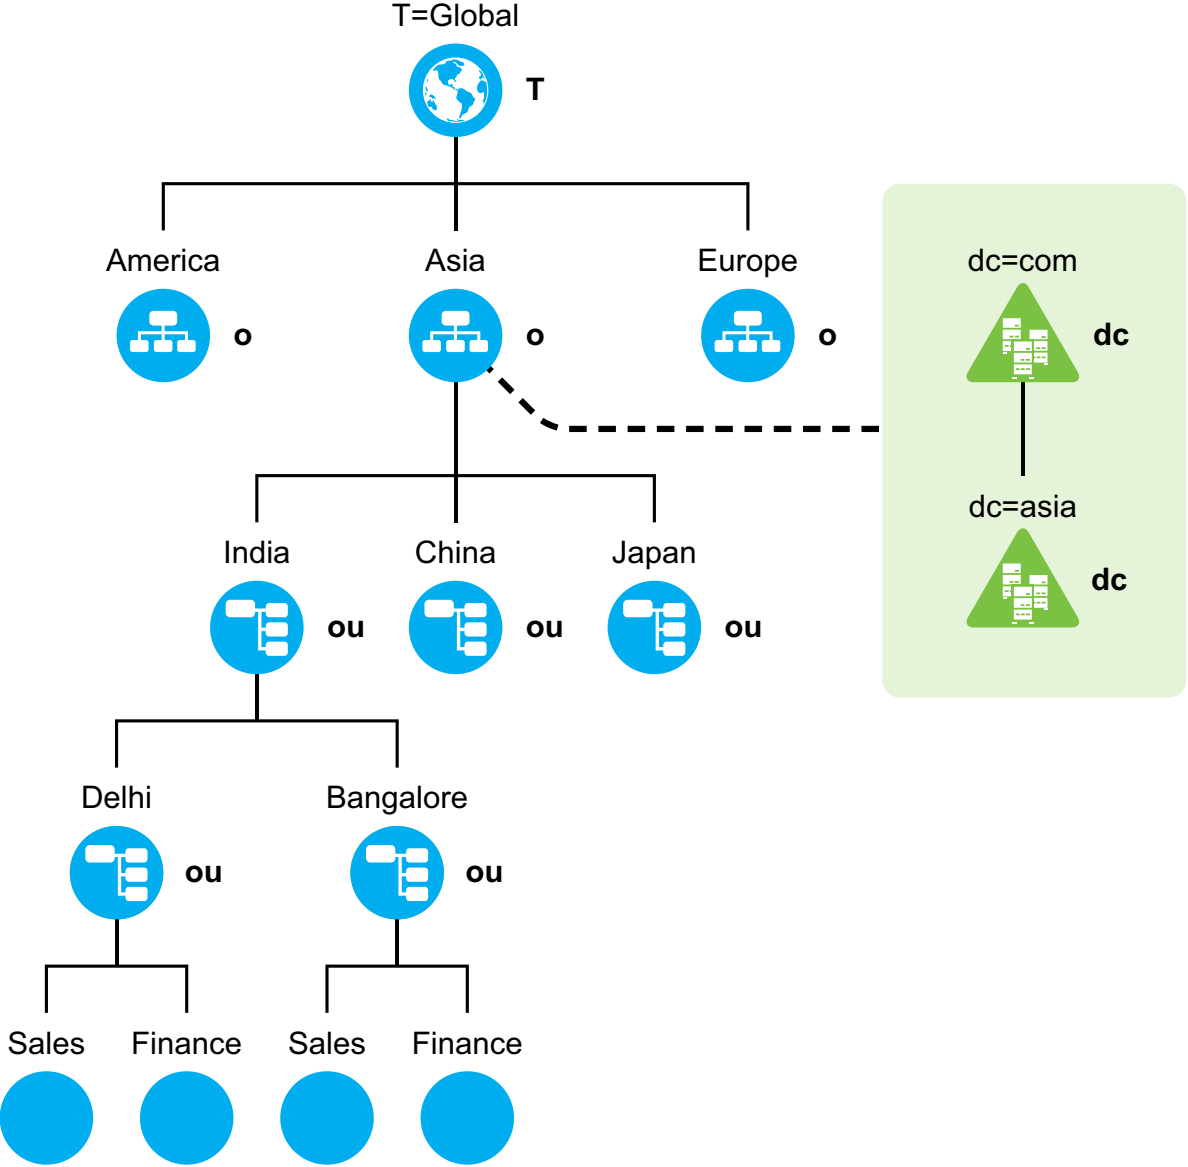 T=Global
T
America
Asia
Europe
dc=com
o
o
o
dc
dc=asia
India
China
Japan
dc
ou
ou
ou
Delhi
Bangalore
ou
ou
Sales
Finance
Sales
Finance